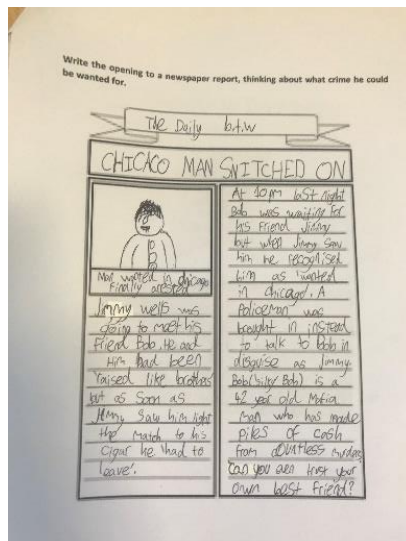 Write the opening to a newspaper report, thinking about what crime he could
be wanted for.
The Daily b.t.w
CHICACO MAN SNITCHED ON
Man wanted in chicago
finally arrested
Jimmy wells was
going to meet his
friend Bob. He and
Him had been
raised like brothers
but as soon as
Jimmy saw him light
the match to his
cigar he 'had to
leave'.
At 10pm last night
Bob was waiting for
his friend Jimmy
but when Jimmy saw
him he recognised
him as 'wanted
in chicago. A
Policeman was
brought in instead
to talk to bob in
disguise as Jimmy.
Bob (silky Bob) is a
42 year old Mafia
man who has made
piles of cash
from countless murders.
Can you even trust your
own best friend?